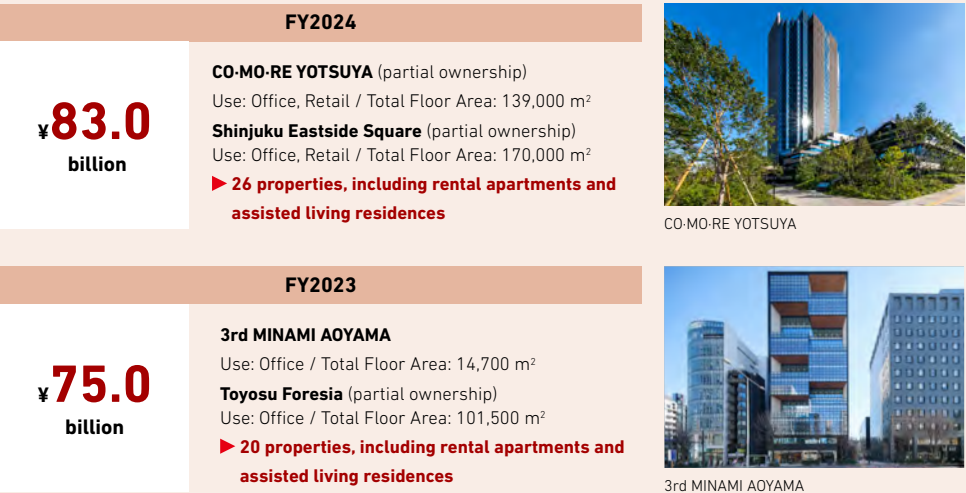 FY2024
¥83.0
billion
CO·MO·RE YOTSUYA (partial ownership)
Use: Office, Retail / Total Floor Area: 139,000 m²
Shinjuku Eastside Square (partial ownership)
Use: Office, Retail / Total Floor Area: 170,000 m²
▶ 26 properties, including rental apartments and
assisted living residences
CO·MO·RE YOTSUYA
FY2023
¥75.0
billion
3rd MINAMI AOYAMA
Use: Office / Total Floor Area: 14,700 m²
Toyosu Foresia (partial ownership)
Use: Office / Total Floor Area: 101,500 m²
▶ 20 properties, including rental apartments and
assisted living residences
3rd MINAMI AOYAMA